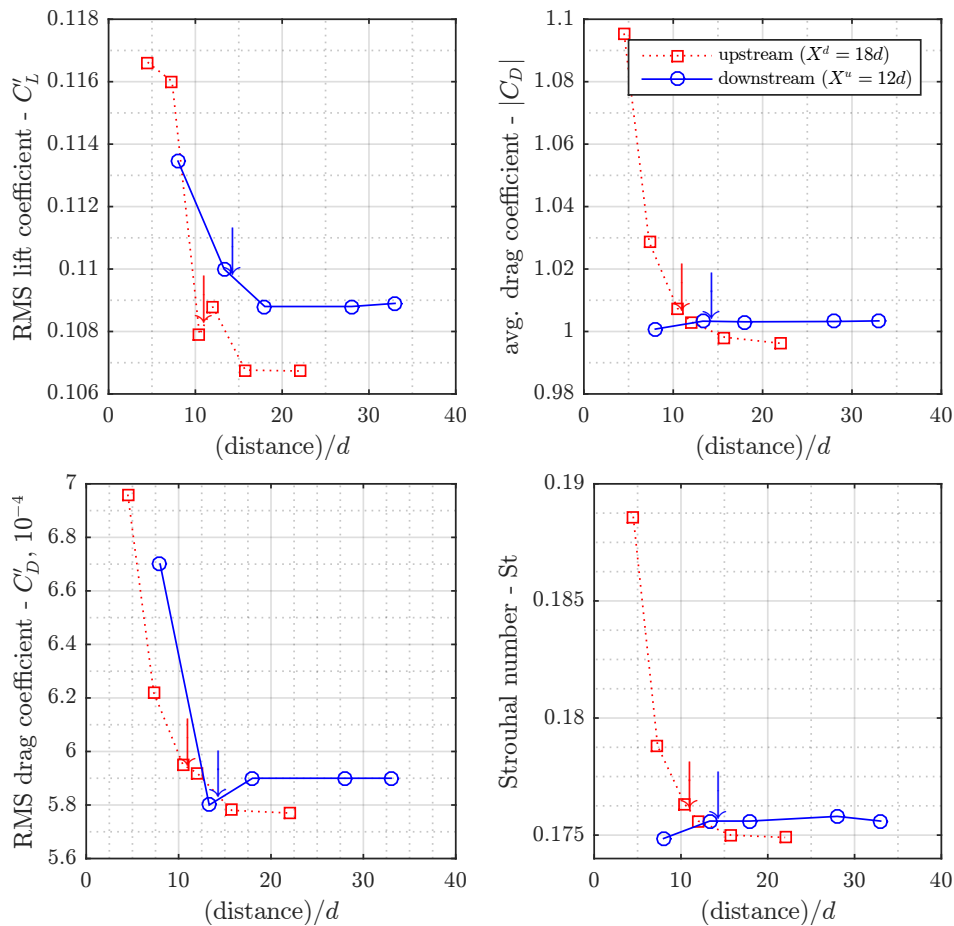 0.118
0.116
0.114
0.112
0.11
0.108
0.106
RMS lift coefficient - $C'_L$
0 10 20 30 40
(distance)/d
1.1
1.08
1.06
1.04
1.02
1
0.98
avg. drag coefficient - |C_D|
upstream (X^d = 18d)
downstream (X^u = 12d)
0 10 20 30 40
(distance)/d
7
6.8
6.6
6.4
6.2
6
5.8
5.6
RMS drag coefficient - C'_D, 10^{-4}
0 10 20 30 40
(distance)/d
0.19
0.185
0.18
0.175
Strouhal number - St
0 10 20 30 40
(distance)/d